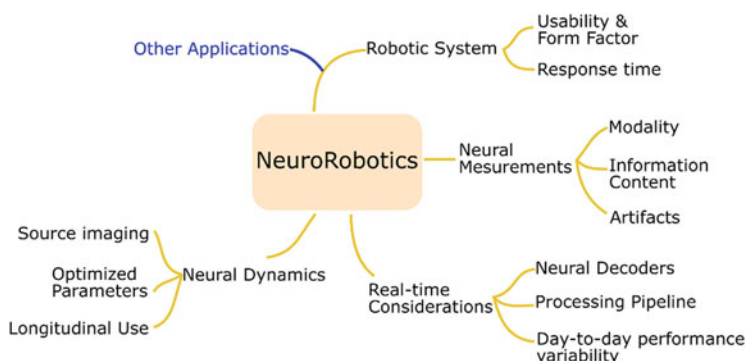 Other Applications
Robotic System
Usability &
Form Factor
Response time
NeuroRobotics
Neural
Mesurements
Modality
Information
Content
Artifacts
Source imaging
Optimized
Parameters
Longitudinal Use
Neural Dynamics
Real-time
Considerations
Neural Decoders
Processing Pipeline
Day-to-day performance
variability